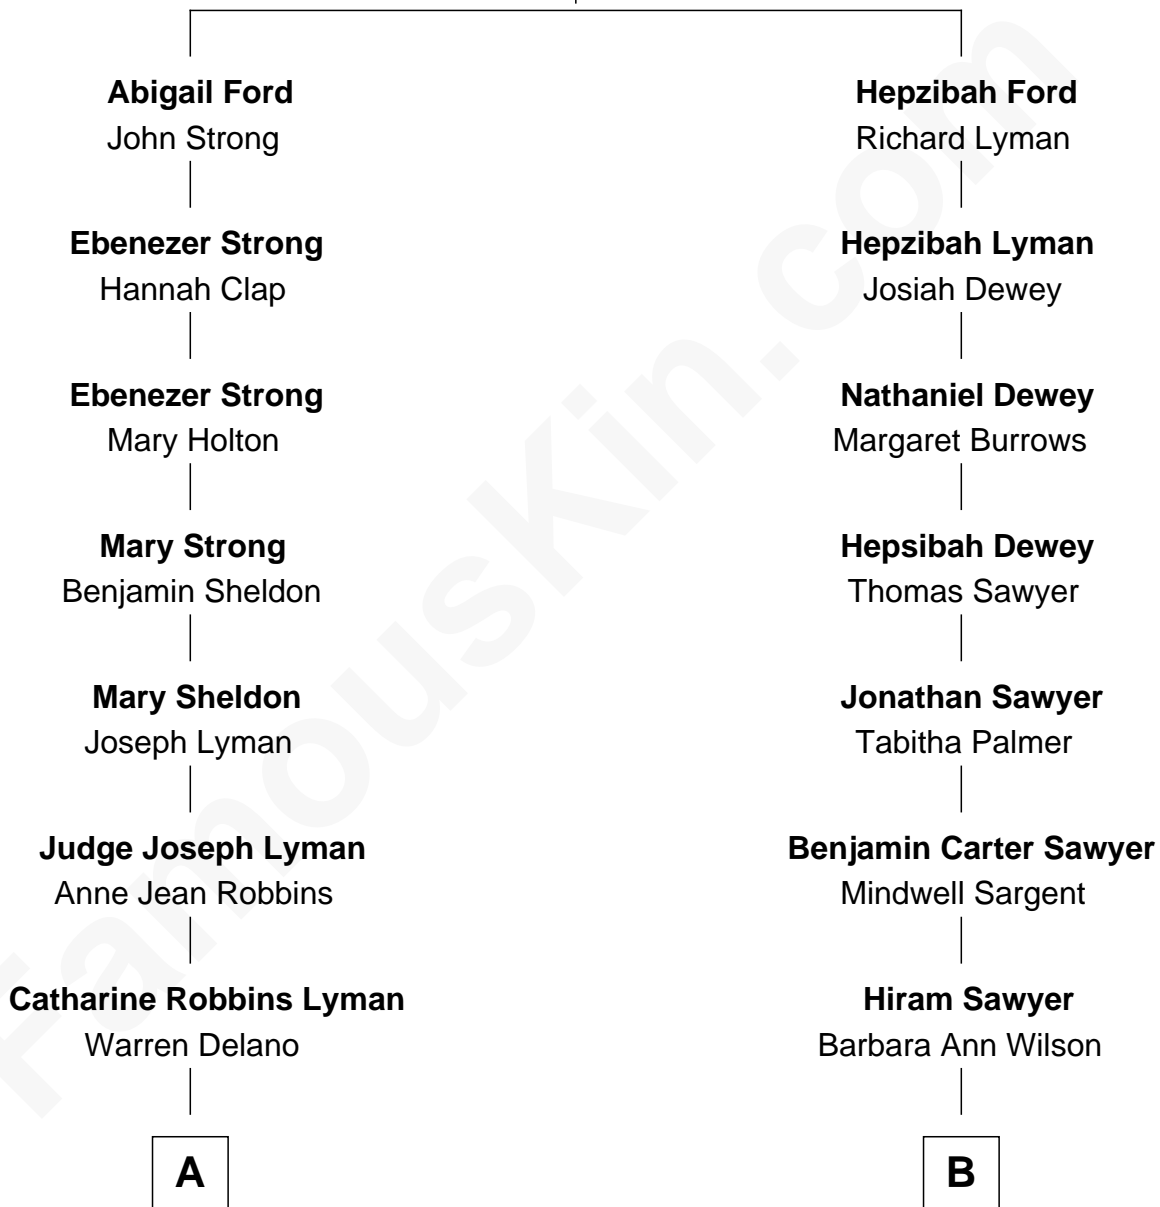 Abigail Ford
John Strong
Hepzibah Ford
Richard Lyman
Ebenezer Strong
Hannah Clap
Hepzibah Lyman
Josiah Dewey
Ebenezer Strong
Mary Holton
Nathaniel Dewey
Margaret Burrows
Mary Strong
Benjamin Sheldon
Hepsibah Dewey
Thomas Sawyer
Mary Sheldon
Joseph Lyman
Jonathan Sawyer
Tabitha Palmer
Judge Joseph Lyman
Anne Jean Robbins
Benjamin Carter Sawyer
Mindwell Sargent
Catharine Robbins Lyman
Warren Delano
Hiram Sawyer
Barbara Ann Wilson
A
B
FamousKin.com